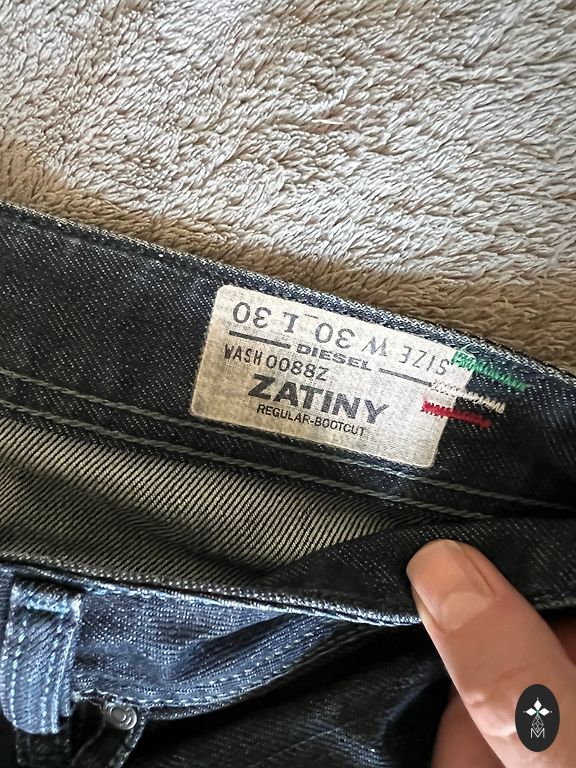 SIZE W 30 L 30
DIESEL
WASH 0088Z
ZATINY
REGULAR-BOOTCUT
M